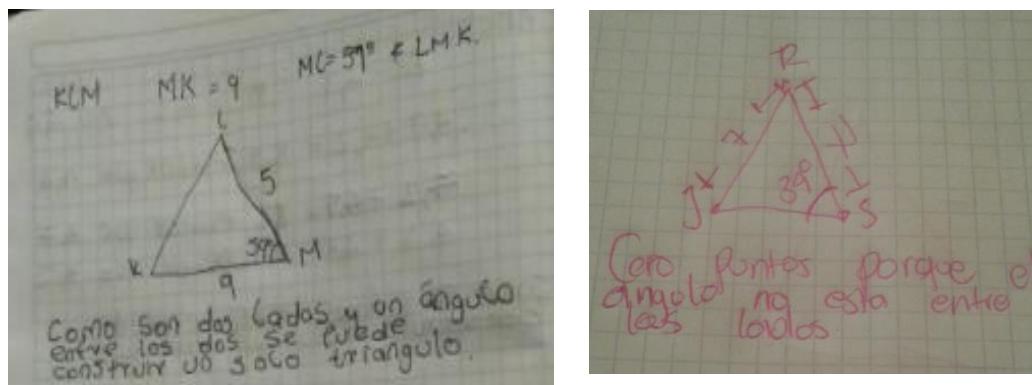 KLM MK = 9 ML=59° ∢ LMK.
L
5
59°
K
M
9
Como son dos lados y un ángulo
entre los dos se puede
construir un solo triangulo.
R
x
39
J
S
Cero puntos porque el
angulo no esta entre
los lados